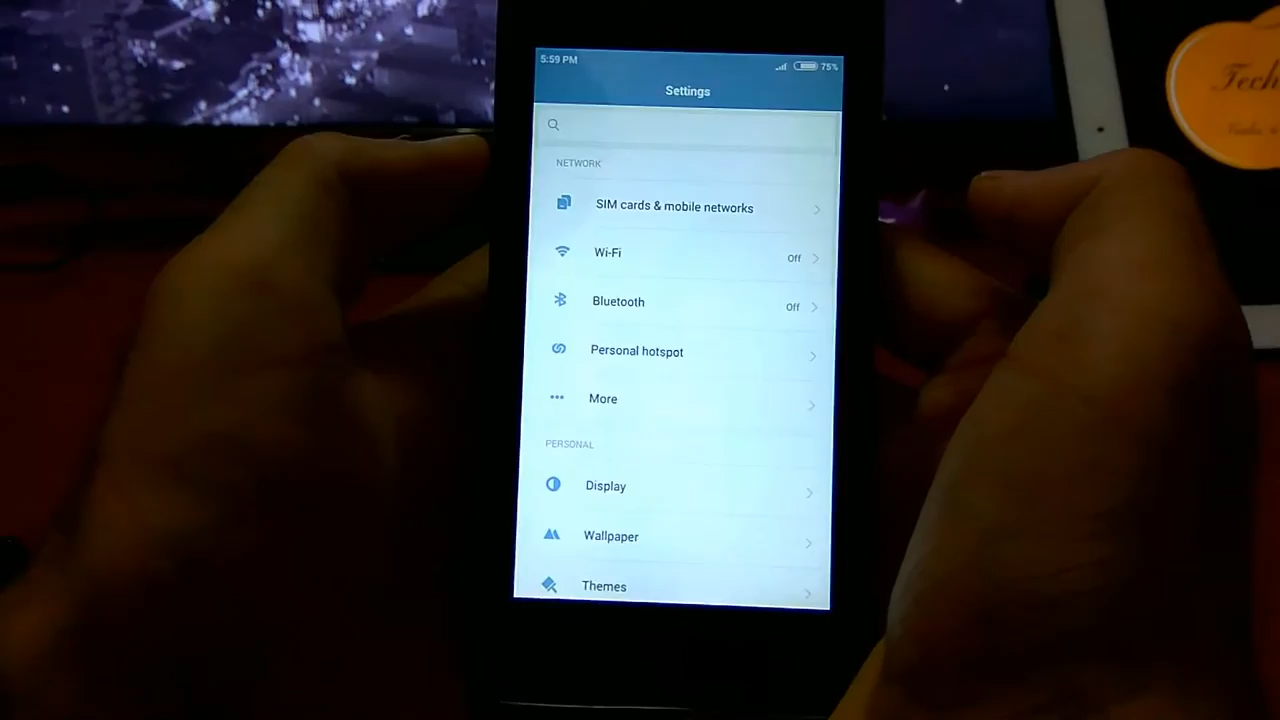 5:59 PM
75%
Settings
NETWORK
SIM cards & mobile networks
Wi-Fi
Off
Bluetooth
Off
Personal hotspot
More
PERSONAL
Display
Wallpaper
Themes
Tech